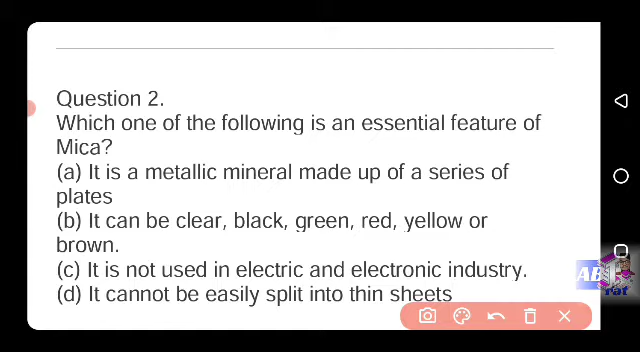 Question 2.
Which one of the following is an essential feature of
Mica?
(a) It is a metallic mineral made up of a series of
plates
(b) It can be clear, black, green, red, yellow or
brown.
(c) It is not used in electric and electronic industry.
(d) It cannot be easily split into thin sheets